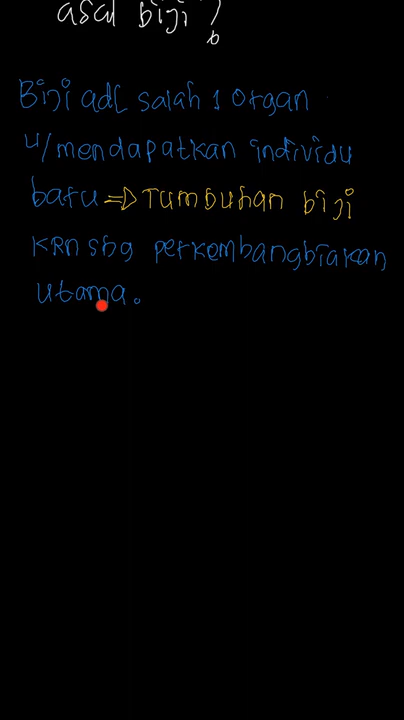 asal biji ?
Biji adl salah 1 organ
u/mendapatkan individu
baru => Tumbuhan biji
KRN sbg perkembangbiakan
utama.